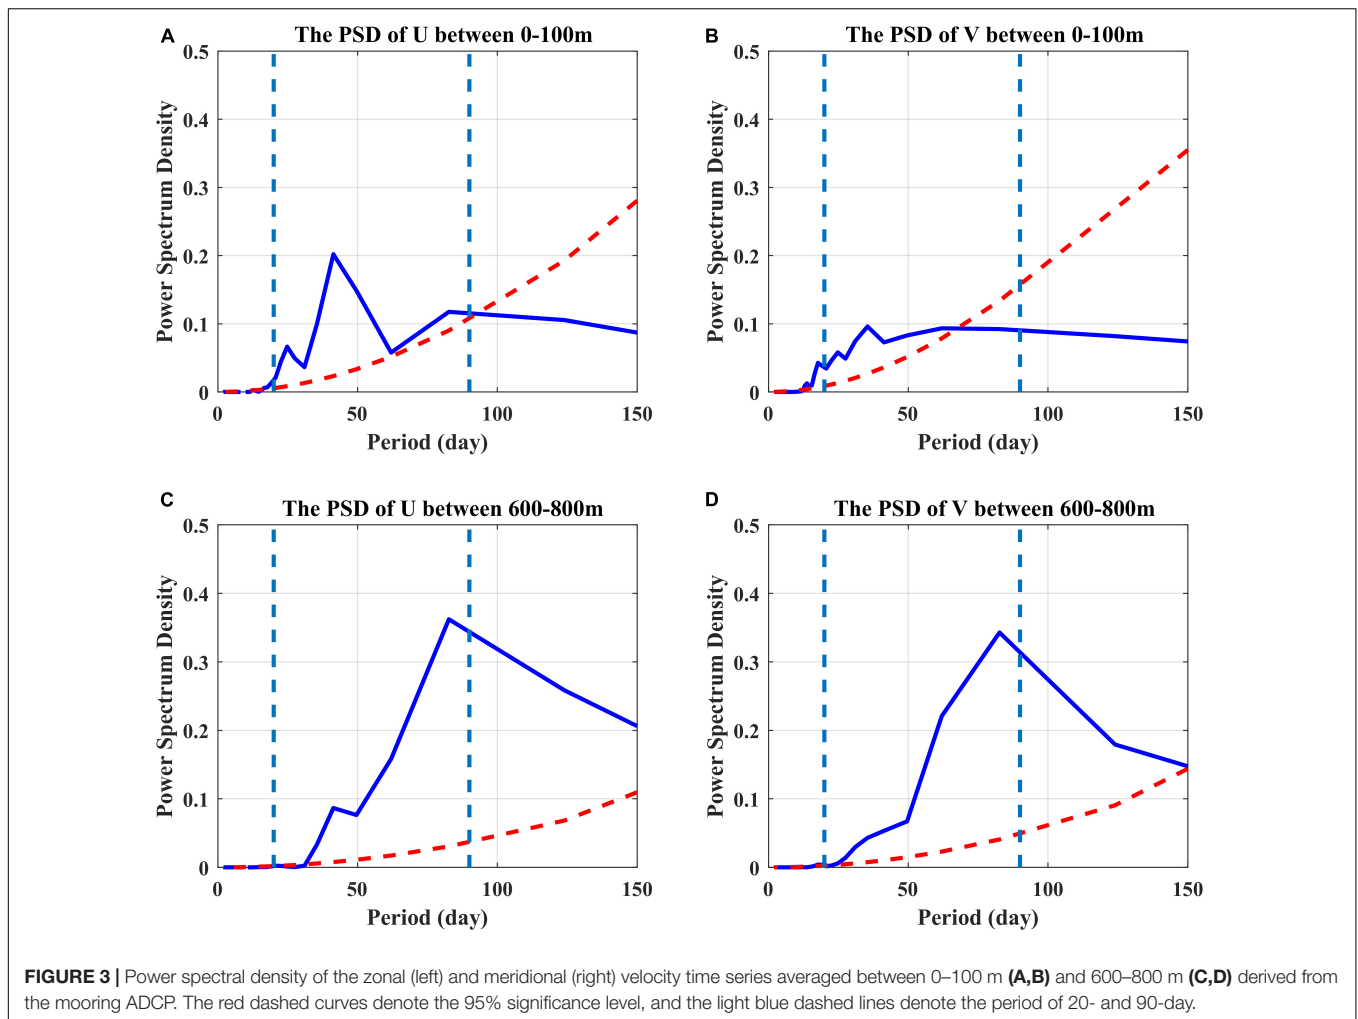 A
The PSD of U between 0-100m
0.5
0.4
0.3
0.2
0.1
0
Power Spectrum Density
0
50
100
150
Period (day)
B
The PSD of V between 0-100m
0.5
0.4
0.3
0.2
0.1
0
Power Spectrum Density
0
50
100
150
Period (day)
C
The PSD of U between 600-800m
0.5
0.4
0.3
0.2
0.1
0
Power Spectrum Density
0
50
100
150
Period (day)
D
The PSD of V between 600-800m
0.5
0.4
0.3
0.2
0.1
0
Power Spectrum Density
0
50
100
150
Period (day)
FIGURE 3 | Power spectral density of the zonal (left) and meridional (right) velocity time series averaged between 0–100 m (A,B) and 600–800 m (C,D) derived from
the mooring ADCP. The red dashed curves denote the 95% significance level, and the light blue dashed lines denote the period of 20- and 90-day.